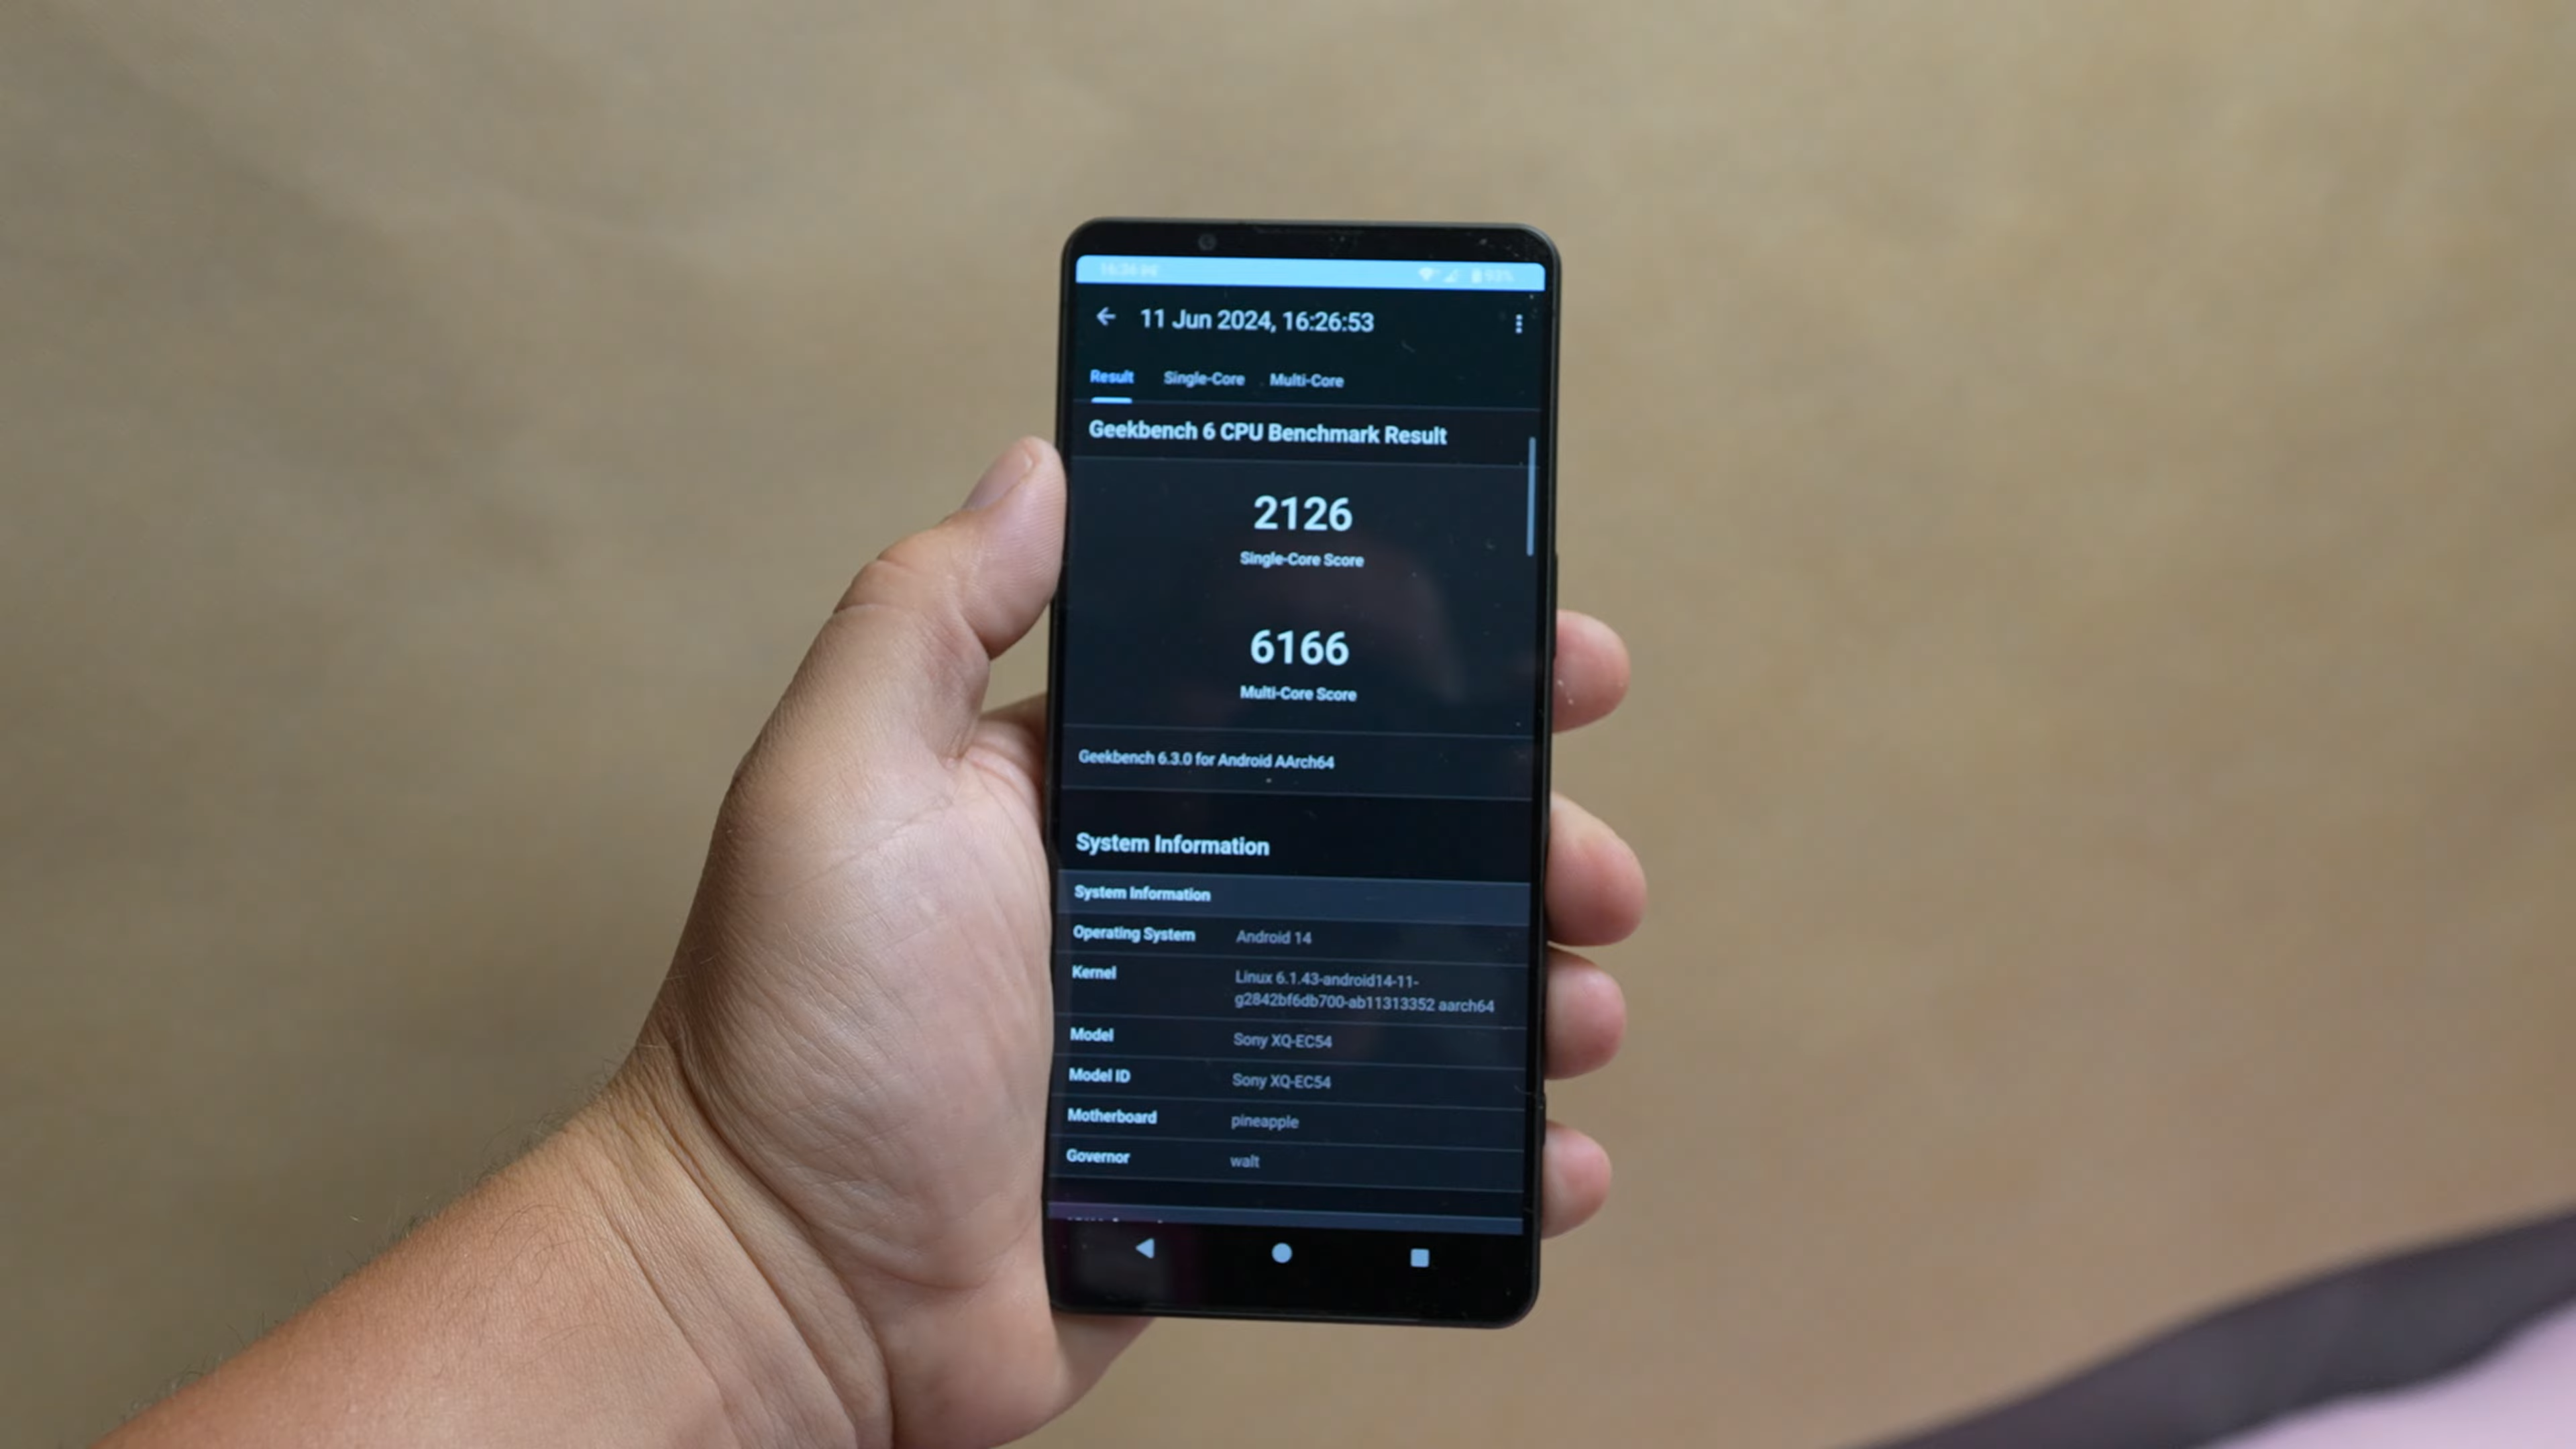 93%
11 Jun 2024, 16:26:53
Result Single-Core Multi-Core
Geekbench 6 CPU Benchmark Result
2126
Single-Core Score
6166
Multi-Core Score
Geekbench 6.3.0 for Android AArch64
System Information
System Information
Operating System Android 14
Kernel Linux 6.1.43-android14-11-
g2842bf6db700-ab11313352 aarch64
Model Sony XQ-EC54
Model ID Sony XQ-EC54
Motherboard pineapple
Governor walt